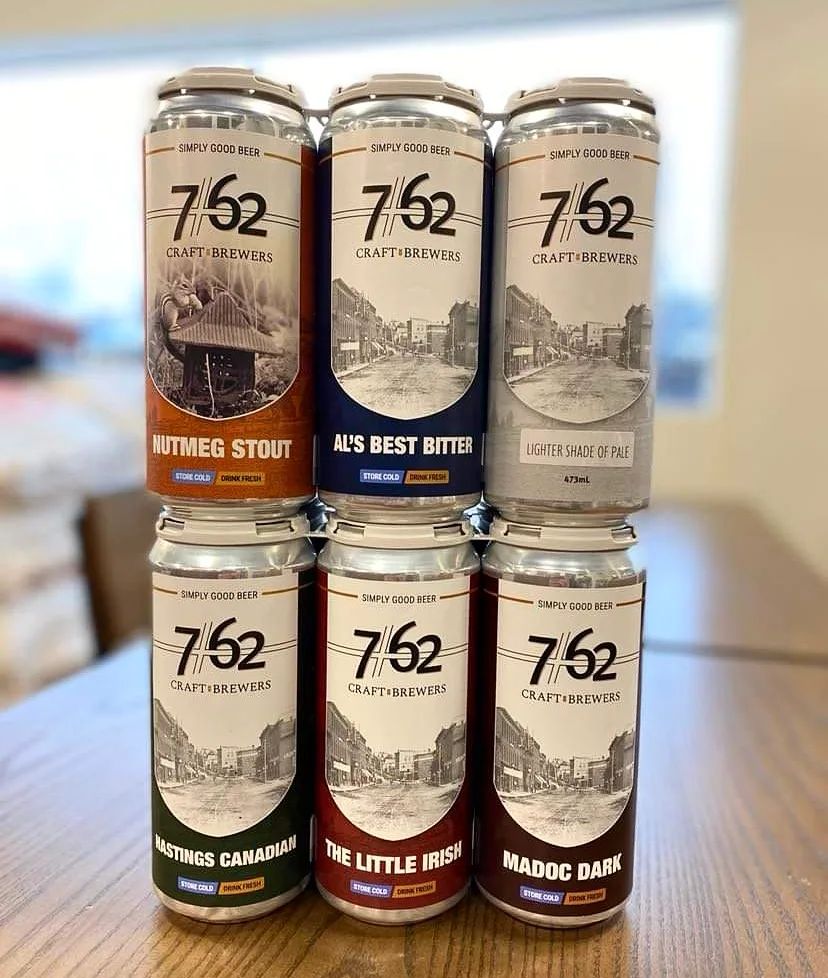 SIMPLY GOOD BEER
7//62
CRAFT BREWERS
NUTMEG STOUT
STORE COLD DRINK FRESH
SIMPLY GOOD BEER
7//62
CRAFT BREWERS
AL'S BEST BITTER
STORE COLD DRINK FRESH
SIMPLY GOOD BEER
7//62
CRAFT BREWERS
LIGHTER SHADE OF PALE
473mL
SIMPLY GOOD BEER
7//62
CRAFT BREWERS
HASTINGS CANADIAN
STORE COLD DRINK FRESH
SIMPLY GOOD BEER
7//62
CRAFT BREWERS
THE LITTLE IRISH
STORE COLD DRINK FRESH
SIMPLY GOOD BEER
7//62
CRAFT BREWERS
MADOC DARK
STORE COLD DRINK FRESH